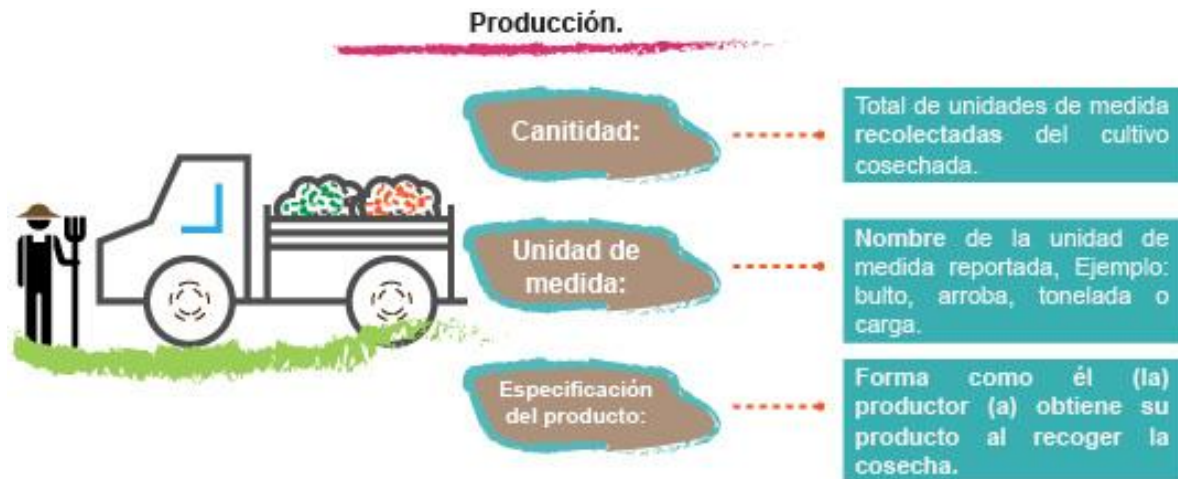 Producción.
Canitidad:
Total de unidades de medida
recolectadas del cultivo
cosechada.
Unidad de
medida:
Nombre de la unidad de
medida reportada, Ejemplo:
bulto, arroba, tonelada o
carga.
Especificación
del producto:
Forma como él (la)
productor (a) obtiene su
producto al recoger la
cosecha.